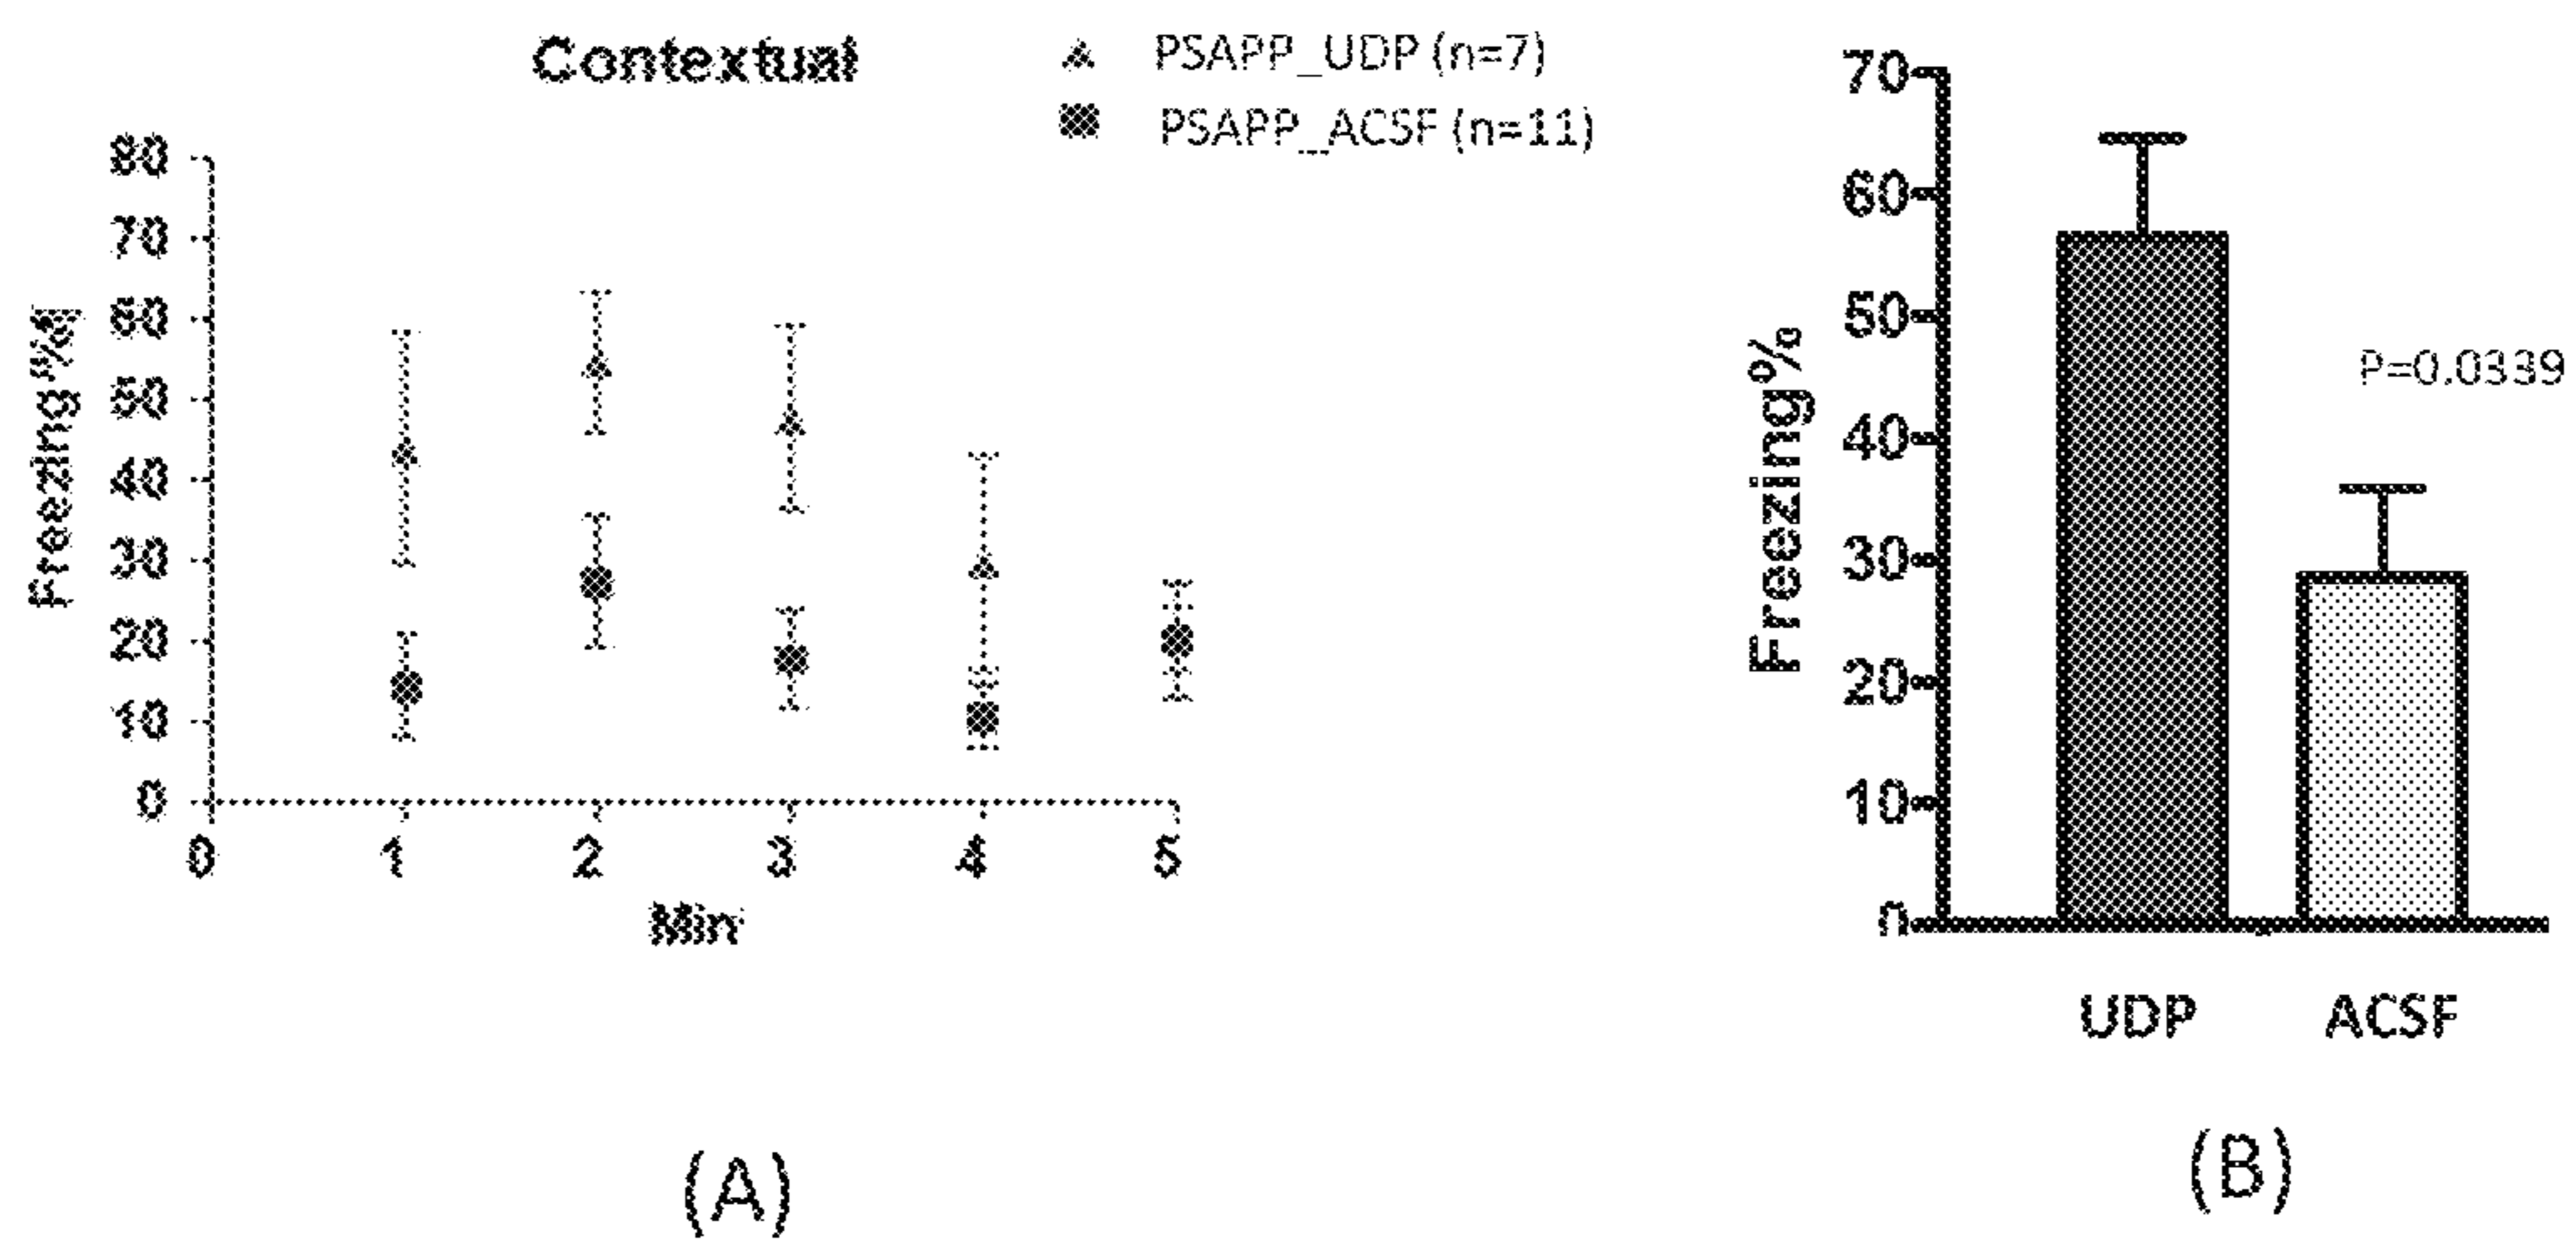 Contextual
PSAPP_UDP (n=7)
PSAPP_ACSF (n=11)
80
70
60
50
40
30
20
10
0
Freezing%
0 1 2 3 4 5
Min
(A)
70
60
50
40
30
20
10
0
Freezing%
P=0.0339
UDP ACSF
(B)